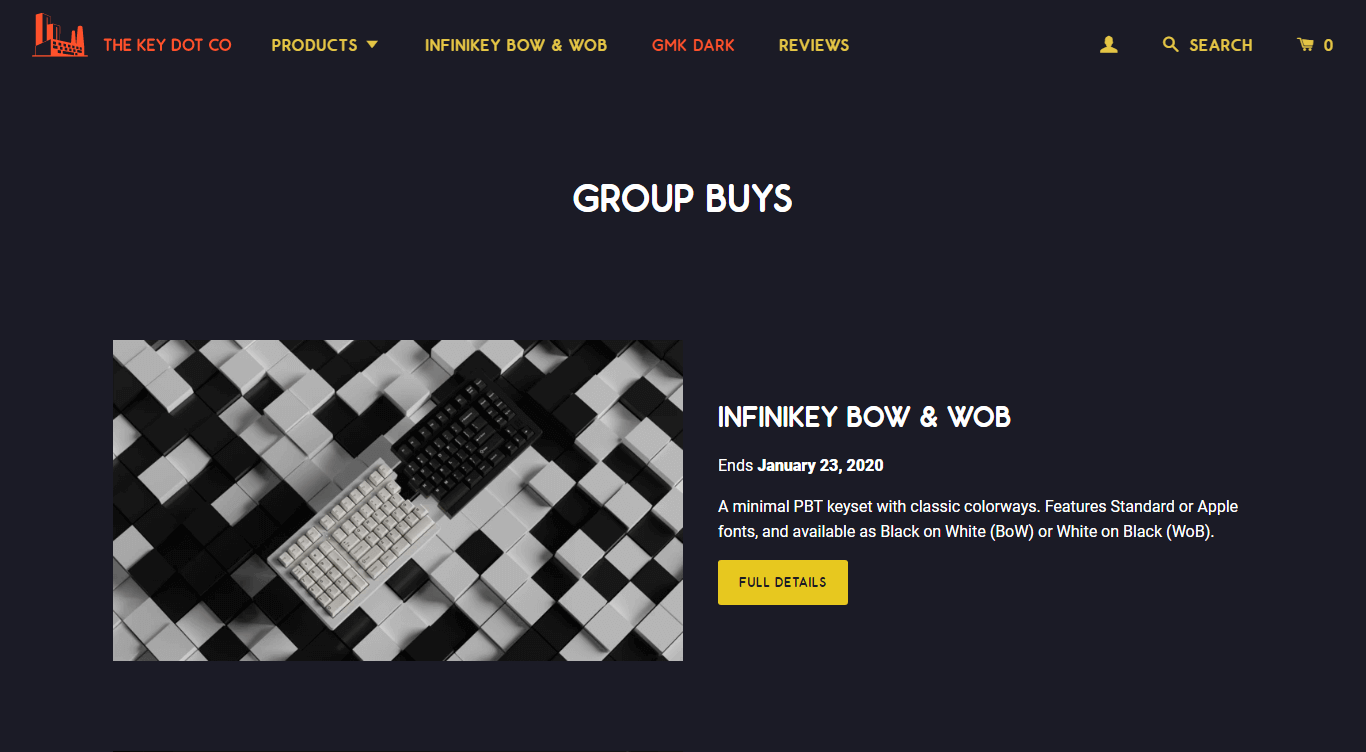 THE KEY DOT CO PRODUCTS INFINIKEY BOW & WOB GMK DARK REVIEWS SEARCH 0
GROUP BUYS
INFINIKEY BOW & WOB
Ends January 23, 2020
A minimal PBT keyset with classic colorways. Features Standard or Apple
fonts, and available as Black on White (BoW) or White on Black (WoB).
FULL DETAILS